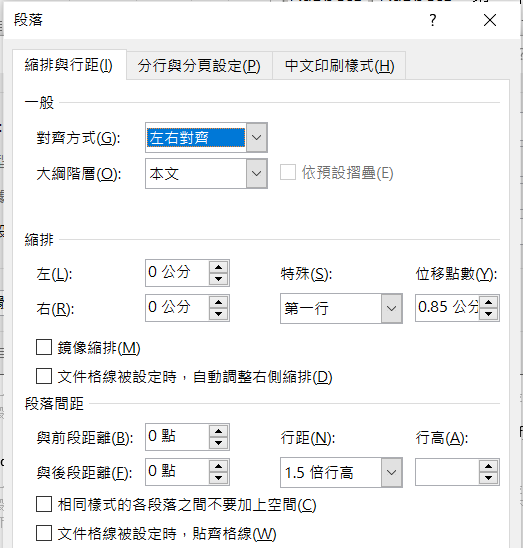 段落 ?
縮排與行距(I) 分行與分頁設定(P) 中文印刷樣式(H)
一般
對齊方式(G): 左右對齊
大綱階層(O): 本文 依預設摺疊(E)
縮排
左(L): 0 公分 特殊(S): 位移點數(Y):
右(R): 0 公分 第一行 0.85 公分
鏡像縮排(M)
文件格線被設定時，自動調整右側縮排(D)
段落間距
與前段距離(B): 0 點 行距(N): 行高(A):
與後段距離(F): 0 點 1.5 倍行高
相同樣式的各段落之間不要加上空間(C)
文件格線被設定時，貼齊格線(W)